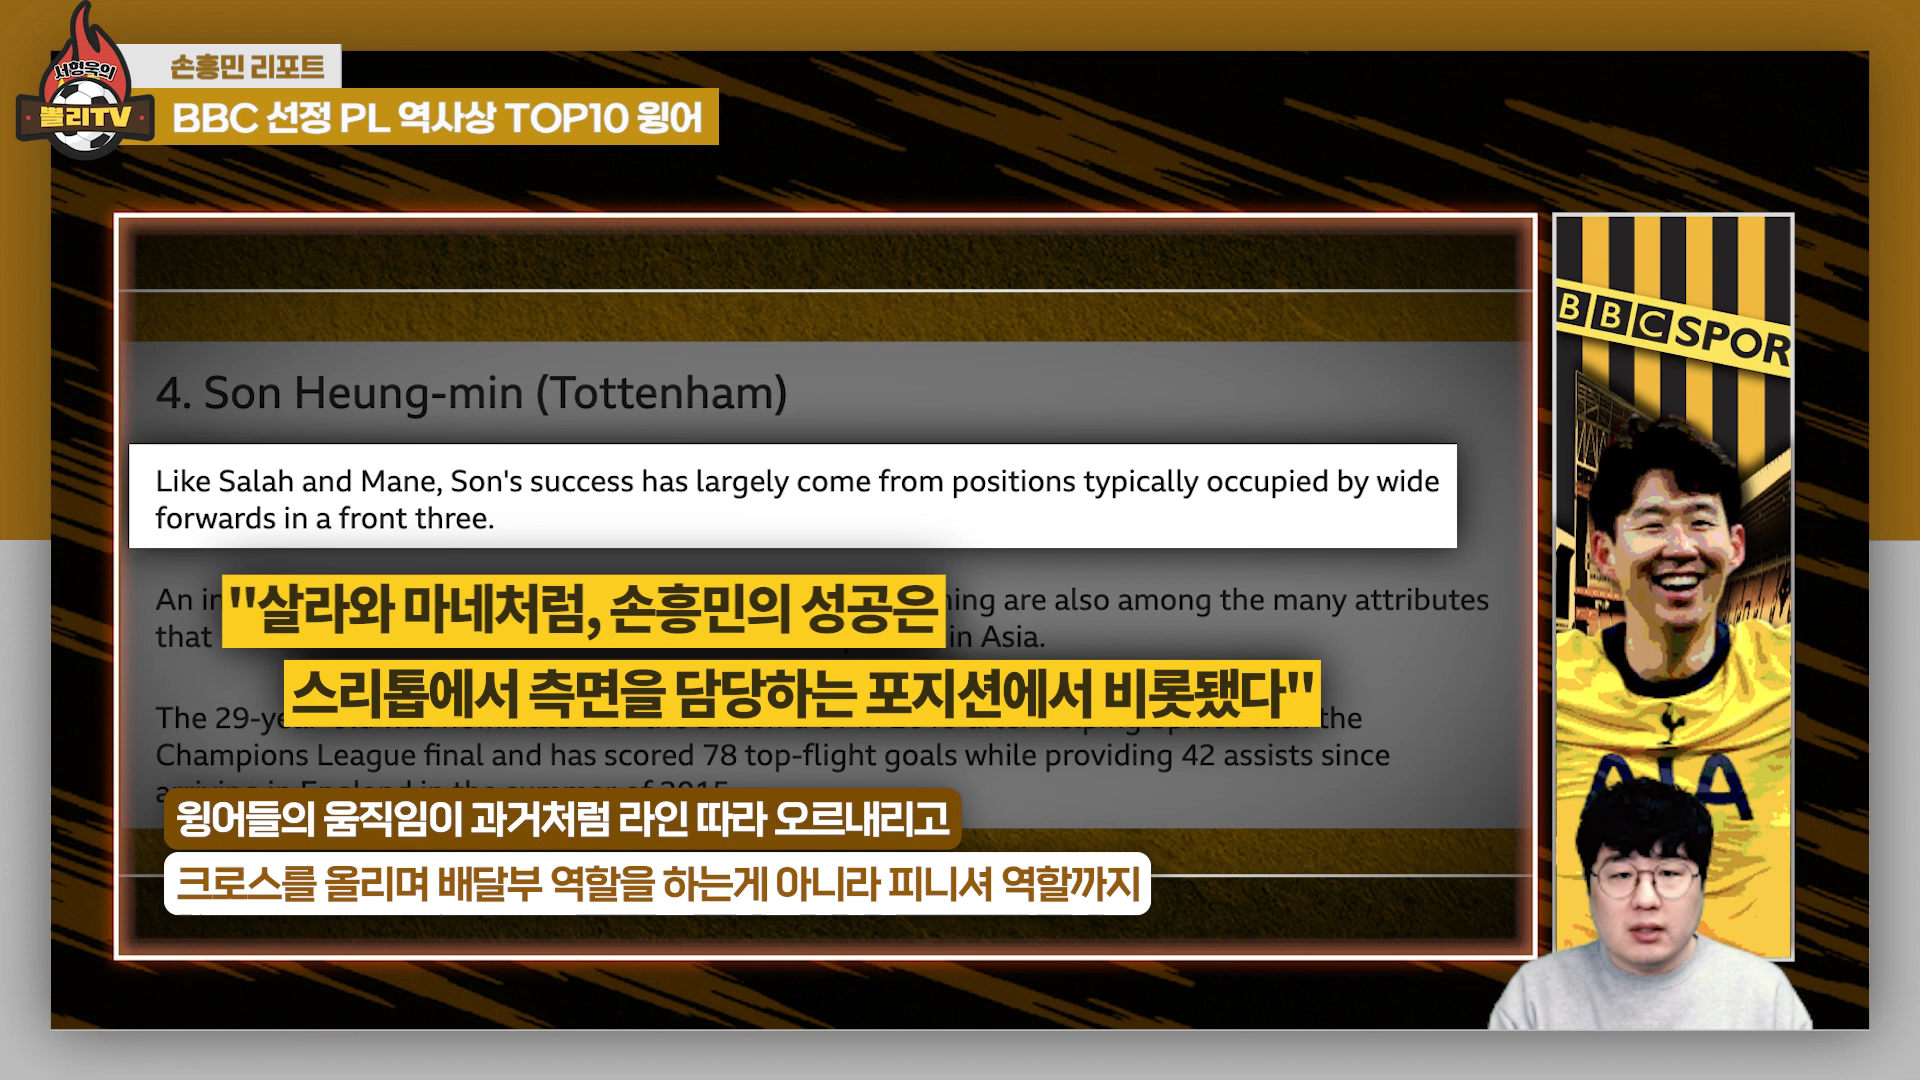 서형욱의
뽈리TV
손흥민 리포트
BBC 선정 PL 역사상 TOP10 윙어
BBC SPOR
4. Son Heung-min (Tottenham)
Like Salah and Mane, Son's success has largely come from positions typically occupied by wide
forwards in a front three.
An in
are also among the many attributes
that
in Asia.
"살라와 마네처럼, 손흥민의 성공은
스리톱에서 측면을 담당하는 포지션에서 비롯됐다"
The 29-ye
the
Champions League final and has scored 78 top-flight goals while providing 42 assists since
윙어들의 움직임이 과거처럼 라인 따라 오르내리고
크로스를 올리며 배달부 역할을 하는게 아니라 피니셔 역할까지
AIA